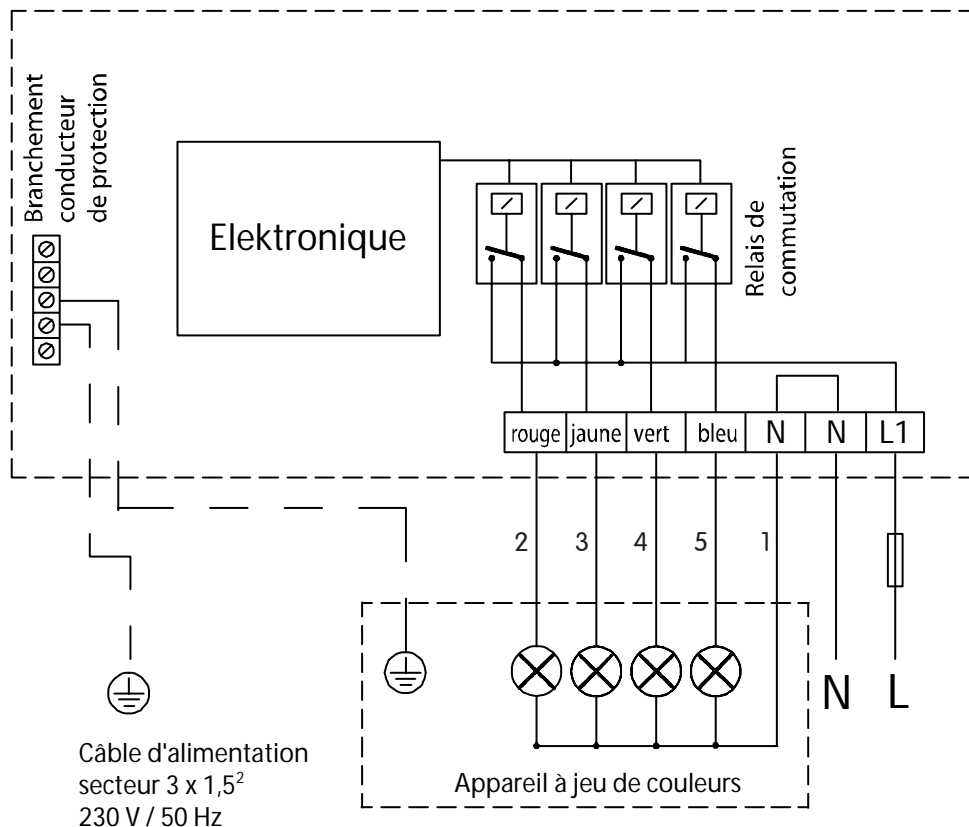 Branchement
conducteur
de protection
Elektronique
Relais de
commutation
rouge
jaune
vert
bleu
N
N
L1
2
3
4
5
1
N
L
Appareil à jeu de couleurs
Câble d'alimentation
secteur 3 x 1,5²
230 V / 50 Hz